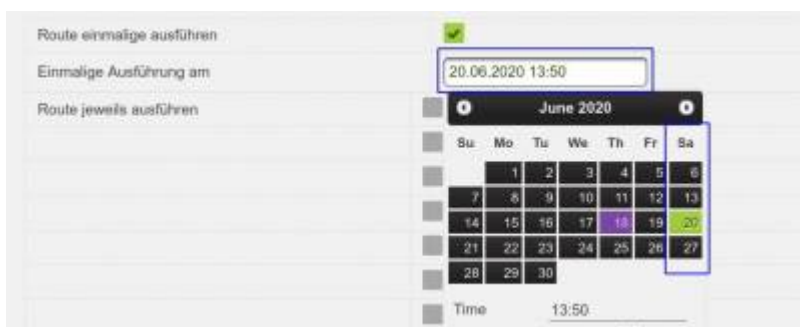 Route einmalige ausführen
Einmalige Ausführung am
20.06.2020 13:50
Route jeweils ausführen
June 2020
Su Mo Tu We Th Fr Sa
1 2 3 4 5 6
7 8 9 10 11 12 13
14 15 16 17 18 19 20
21 22 23 24 25 26 27
28 29 30
Time 13:50